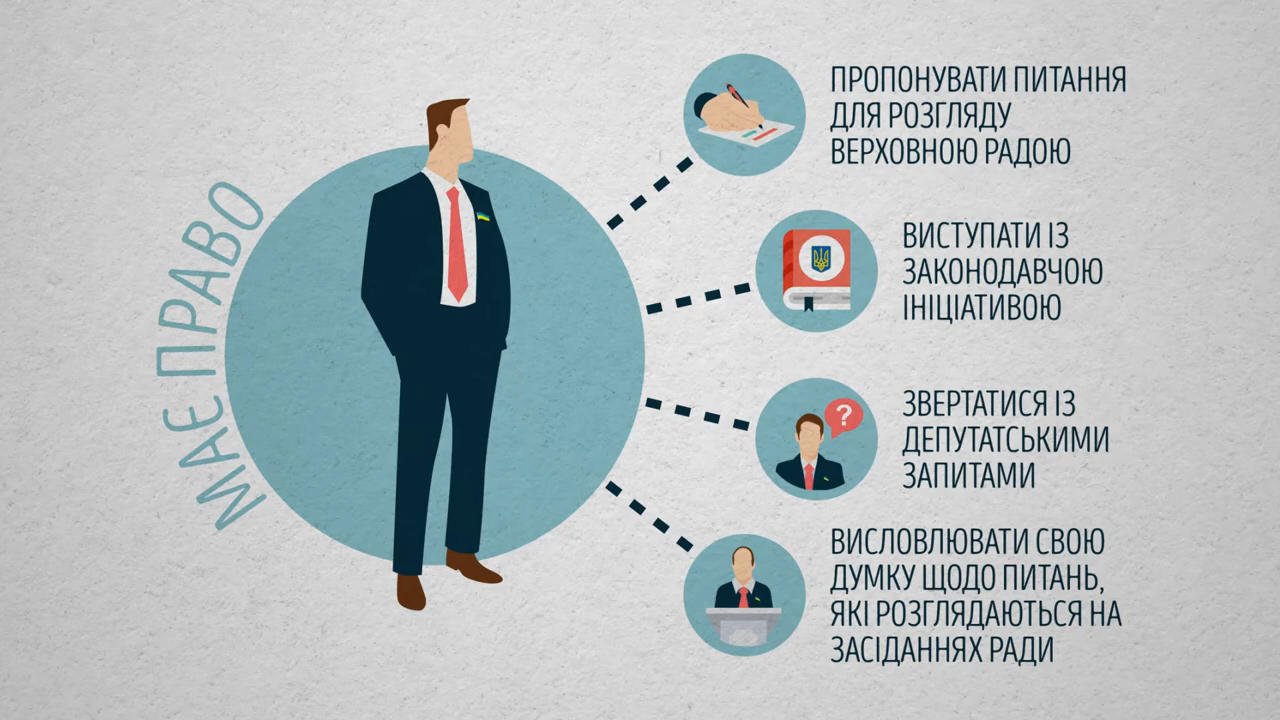 МАЄ ПРАВО
ПРОПОНУВАТИ ПИТАННЯ
ДЛЯ РОЗГЛЯДУ
ВЕРХОВНОЮ РАДОЮ
ВИСТУПАТИ ІЗ
ЗАКОНОДАВЧОЮ
ІНІЦІАТИВОЮ
ЗВЕРТАТИСЯ ІЗ
ДЕПУТАТСЬКИМИ
ЗАПИТАМИ
?
ВИСЛОВЛЮВАТИ СВОЮ
ДУМКУ ЩОДО ПИТАНЬ,
ЯКІ РОЗГЛЯДАЮТЬСЯ НА
ЗАСІДАННЯХ РАДИ